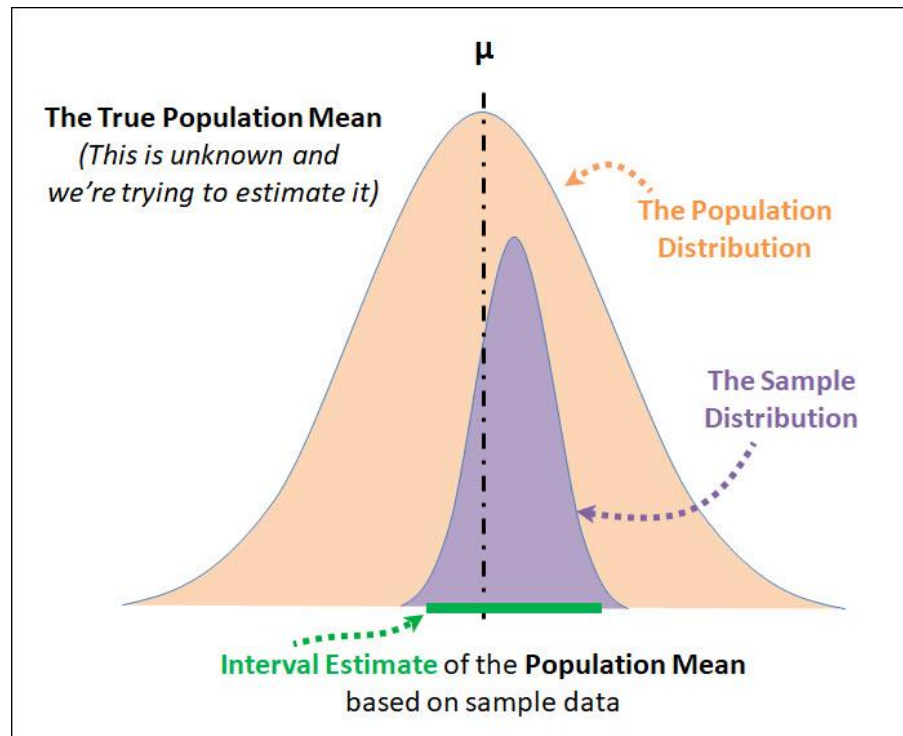 μ
The True Population Mean
(This is unknown and
we're trying to estimate it)
The Population
Distribution
The Sample
Distribution
Interval Estimate of the Population Mean
based on sample data